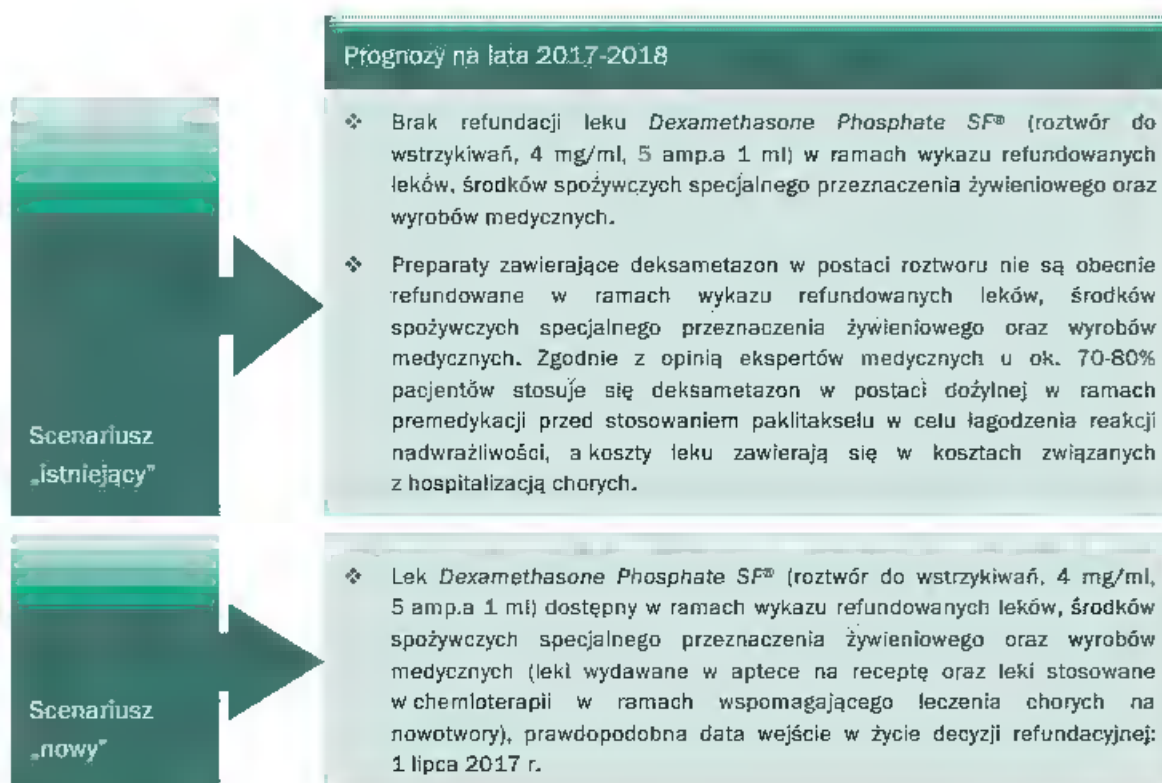 Prognozy na lata 2017-2018
❖ Brak refundacji leku Dexamethasone Phosphate SF® (roztwór do
wstrzykiwań, 4 mg/ml, 5 amp.a 1 ml) w ramach wykazu refundowanych
leków, środków spożywczych specjalnego przeznaczenia żywieniowego oraz
wyrobów medycznych.
❖ Preparaty zawierające deksametazon w postaci roztworu nie są obecnie
refundowane w ramach wykazu refundowanych leków, środków
spożywczych specjalnego przeznaczenia żywieniowego oraz wyrobów
medycznych. Zgodnie z opinią ekspertów medycznych u ok. 70-80%
pacjentów stosuje się deksametazon w postaci dożylnej w ramach
premedykacji przed stosowaniem paklitakselu w celu łagodzenia reakcji
nadwrażliwości, a koszty leku zawierają się w kosztach związanych
z hospitalizacją chorych.
Scenariusz
„istniejący”
❖ Lek Dexamethasone Phosphate SF® (roztwór do wstrzykiwań, 4 mg/ml,
5 amp.a 1 ml) dostępny w ramach wykazu refundowanych leków, środków
spożywczych specjalnego przeznaczenia żywieniowego oraz wyrobów
medycznych (leki wydawane w aptece na receptę oraz leki stosowane
w chemioterapii w ramach wspomagającego leczenia chorych na
nowotwory), prawdopodobna data wejście w życie decyzji refundacyjnej:
1 lipca 2017 r.
Scenariusz
„nowy”